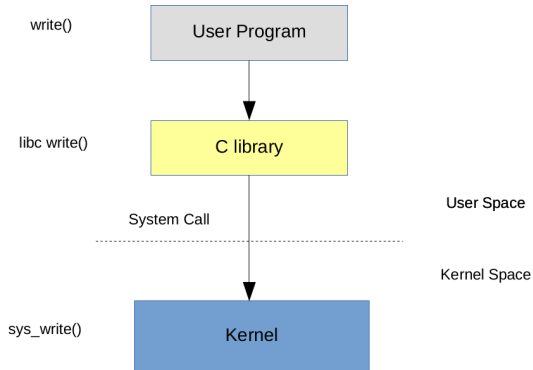 write()
User Program
libc write()
C library
User Space
System Call
Kernel Space
sys_write()
Kernel